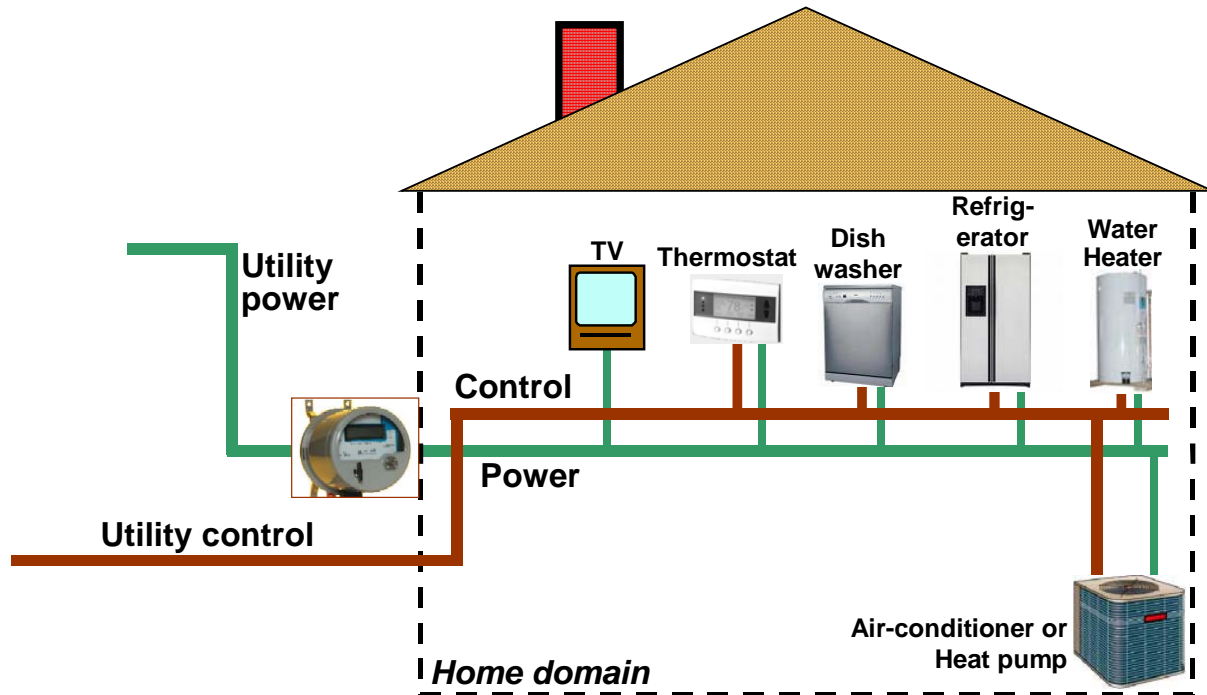 Refrig-
erator
Water
Heater
Dish
washer
TV
Thermostat
Utility
power
Control
Power
Utility control
Air-conditioner or
Heat pump
Home domain